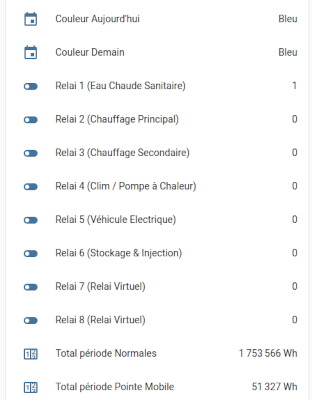 Couleur Aujourd'hui Bleu
Couleur Demain Bleu
Relai 1 (Eau Chaude Sanitaire) 1
Relai 2 (Chauffage Principal) 0
Relai 3 (Chauffage Secondaire) 0
Relai 4 (Clim / Pompe à Chaleur) 0
Relai 5 (Véhicule Electrique) 0
Relai 6 (Stockage & Injection) 0
Relai 7 (Relai Virtuel) 0
Relai 8 (Relai Virtuel) 0
Total période Normales 1 753 566 Wh
Total période Pointe Mobile 51 327 Wh